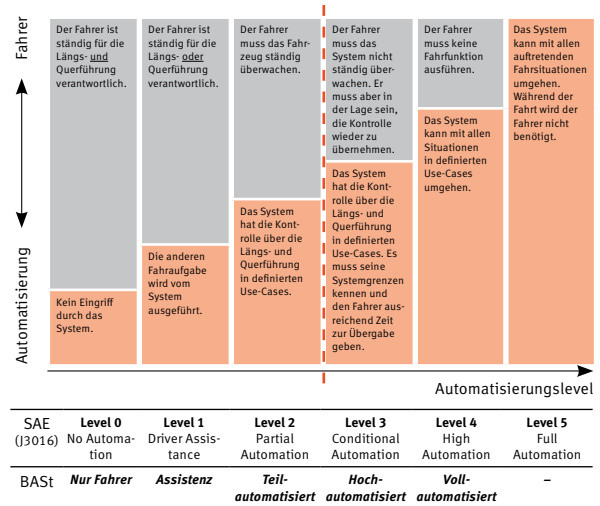 Fahrer
Automatisierung
Der Fahrer ist
ständig für die
Längs- und
Querführung
verantwortlich.
Kein Eingriff
durch das
System.
Der Fahrer ist
ständig für die
Längs- oder
Querführung
verantwortlich.
Die anderen
Fahraufgabe
wird vom
System
ausgeführt.
Der Fahrer
muss das Fahr-
zeug ständig
überwachen.
Das System
hat die Kont-
rolle über die
Längs- und
Querführung
in definierten
Use-Cases.
Der Fahrer
muss das
System nicht
ständig über-
wachen. Er
muss aber in
der Lage sein,
die Kontrolle
wieder zu
übernehmen.
Das System
hat die Kont-
rolle über die
Längs- und
Querführung
in definierten
Use-Cases. Es
muss seine
Systemgrenzen
kennen und
den Fahrer aus-
reichend Zeit
zur Übergabe
geben.
Der Fahrer
muss keine
Fahrfunktion
ausführen.
Das System
kann mit allen
Situationen
in definierten
Use-Cases
umgehen.
Das System
kann mit allen
auftretenden
Fahrsituationen
umgehen.
Während der
Fahrt wird der
Fahrer nicht
benötigt.
Automatisierungslevel
SAE
(J3016)
Level 0
No Automa-
tion
Level 1
Driver Assis-
tance
Level 2
Partial
Automation
Level 3
Conditional
Automation
Level 4
High
Automation
Level 5
Full
Automation
BASt
Nur Fahrer
Assistenz
Teil-
automatisiert
Hoch-
automatisiert
Voll-
automatisiert
–